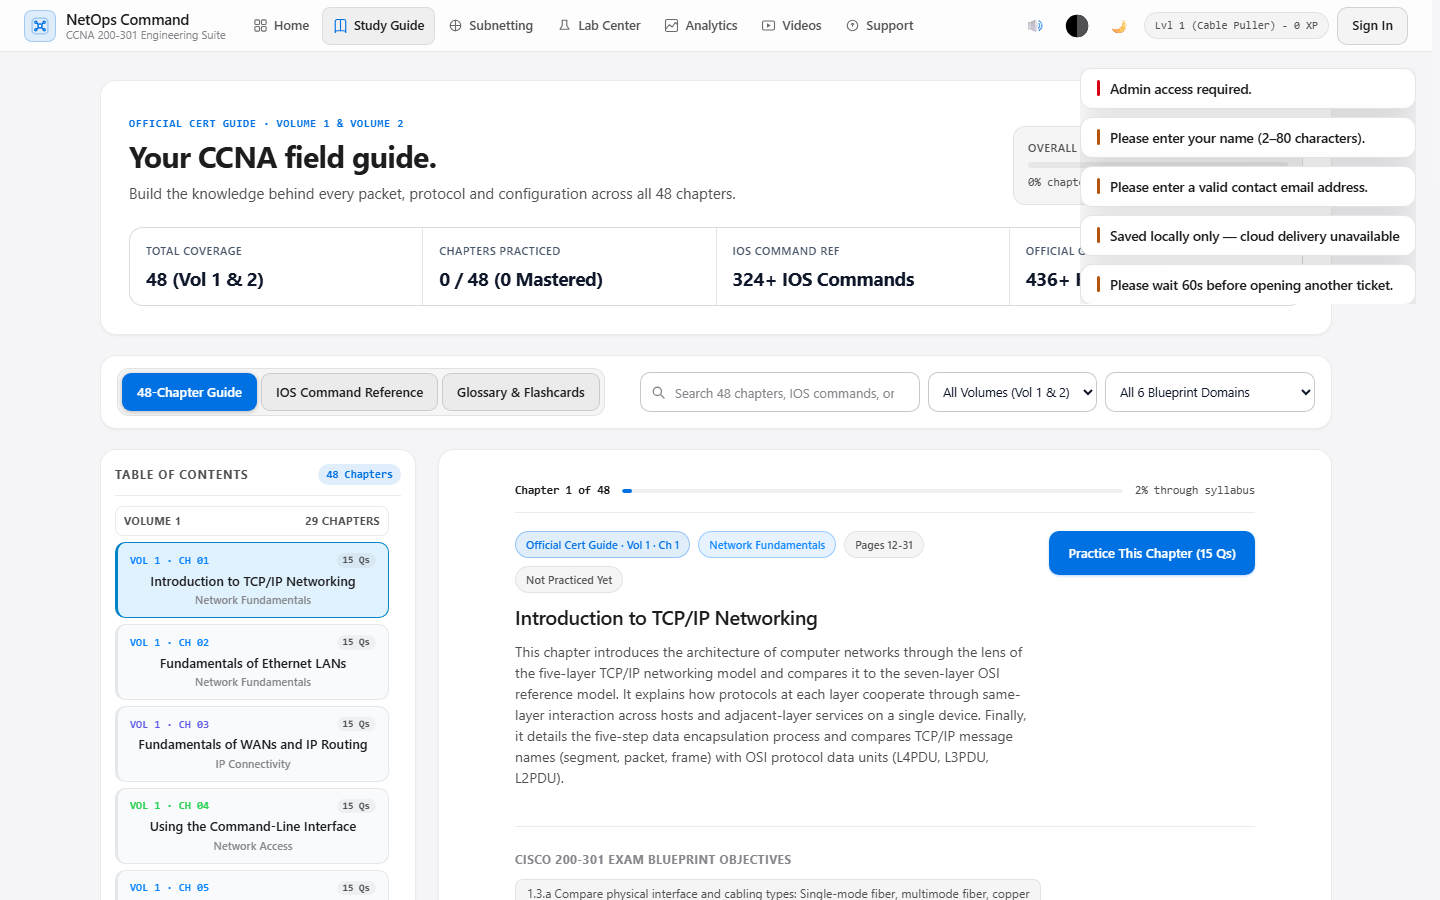 NetOps Command
CCNA 200-301 Engineering Suite
Home
Study Guide
Subnetting
Lab Center
Analytics
Videos
Support
Lvl 1 (Cable Puller) - 0 XP
Sign In
Admin access required.
Please enter your name (2–80 characters).
Please enter a valid contact email address.
Saved locally only — cloud delivery unavailable
Please wait 60s before opening another ticket.
OFFICIAL CERT GUIDE · VOLUME 1 & VOLUME 2
Your CCNA field guide.
Build the knowledge behind every packet, protocol and configuration across all 48 chapters.
OVERALL
0%
TOTAL COVERAGE
48 (Vol 1 & 2)
CHAPTERS PRACTICED
0 / 48 (0 Mastered)
IOS COMMAND REF
324+ IOS Commands
OFFICIAL
436+
48-Chapter Guide
IOS Command Reference
Glossary & Flashcards
Search 48 chapters, IOS commands, or
All Volumes (Vol 1 & 2)
All 6 Blueprint Domains
TABLE OF CONTENTS
48 Chapters
VOLUME 1
29 CHAPTERS
VOL 1 · CH 01
15 Qs
Introduction to TCP/IP Networking
Network Fundamentals
VOL 1 · CH 02
15 Qs
Fundamentals of Ethernet LANs
Network Fundamentals
VOL 1 · CH 03
15 Qs
Fundamentals of WANs and IP Routing
IP Connectivity
VOL 1 · CH 04
15 Qs
Using the Command-Line Interface
Network Access
VOL 1 · CH 05
15 Qs
Chapter 1 of 48
2% through syllabus
Official Cert Guide · Vol 1 · Ch 1
Network Fundamentals
Pages 12-31
Not Practiced Yet
Practice This Chapter (15 Qs)
Introduction to TCP/IP Networking
This chapter introduces the architecture of computer networks through the lens of
the five-layer TCP/IP networking model and compares it to the seven-layer OSI
reference model. It explains how protocols at each layer cooperate through same-
layer interaction across hosts and adjacent-layer services on a single device. Finally,
it details the five-step data encapsulation process and compares TCP/IP message
names (segment, packet, frame) with OSI protocol data units (L4PDU, L3PDU,
L2PDU).
CISCO 200-301 EXAM BLUEPRINT OBJECTIVES
1.3.a Compare physical interface and cabling types: Single-mode fiber, multimode fiber, copper